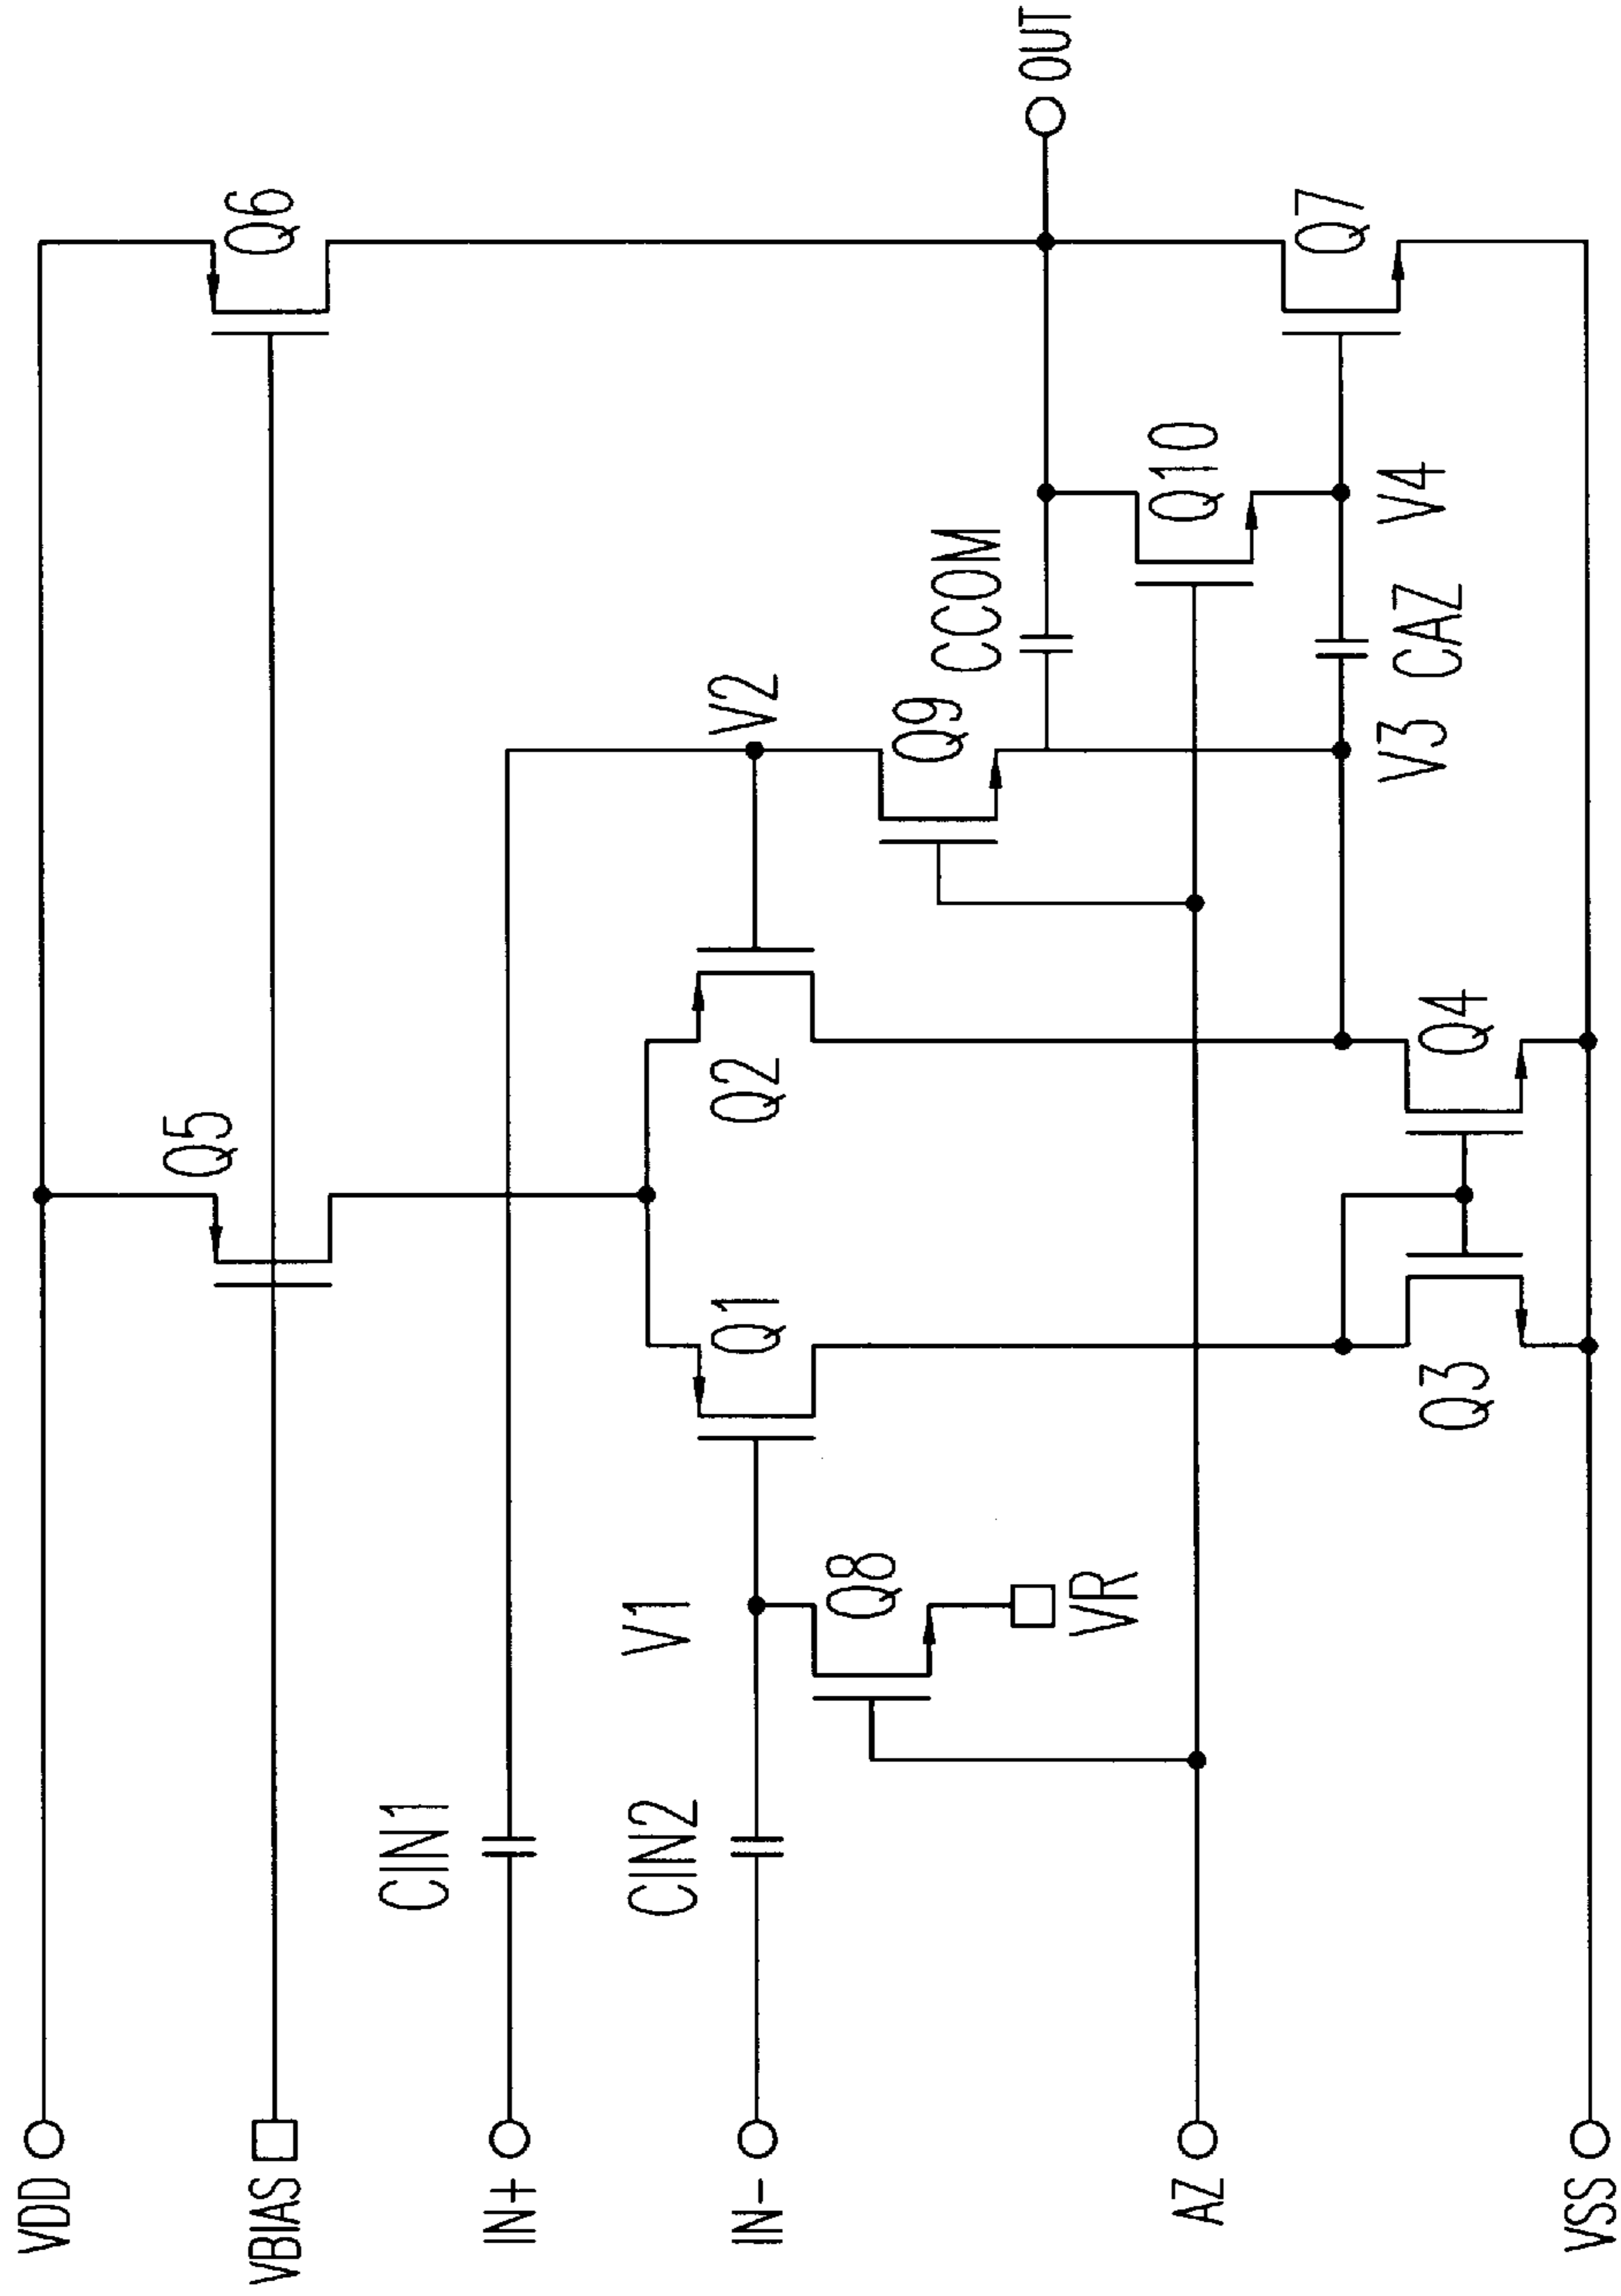 VDD
VBIAS
IN+
IN-
AZ
VSS
CIN1
CIN2
V1
Q8
VR
Q5
Q1
Q2
Q3
Q4
V2
Q9
CCOM
V3
CAZ
V4
Q10
Q6
Q7
OUT